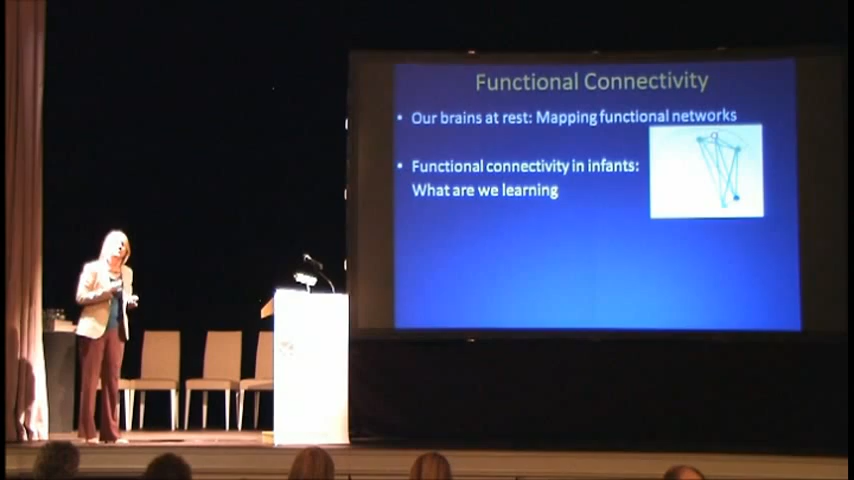 Functional Connectivity
• Our brains at rest: Mapping functional networks
• Functional connectivity in infants:
What are we learning